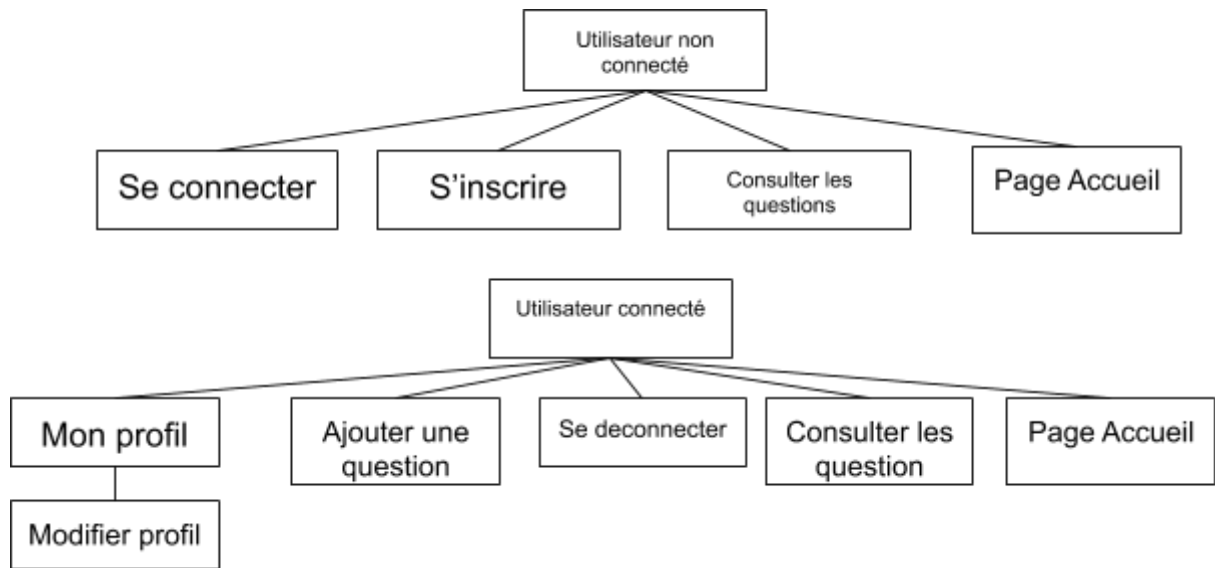 Utilisateur non
connecté
Se connecter
S'inscrire
Consulter les
questions
Page Accueil
Utilisateur connecté
Mon profil
Ajouter une
question
Se deconnecter
Consulter les
question
Page Accueil
Modifier profil